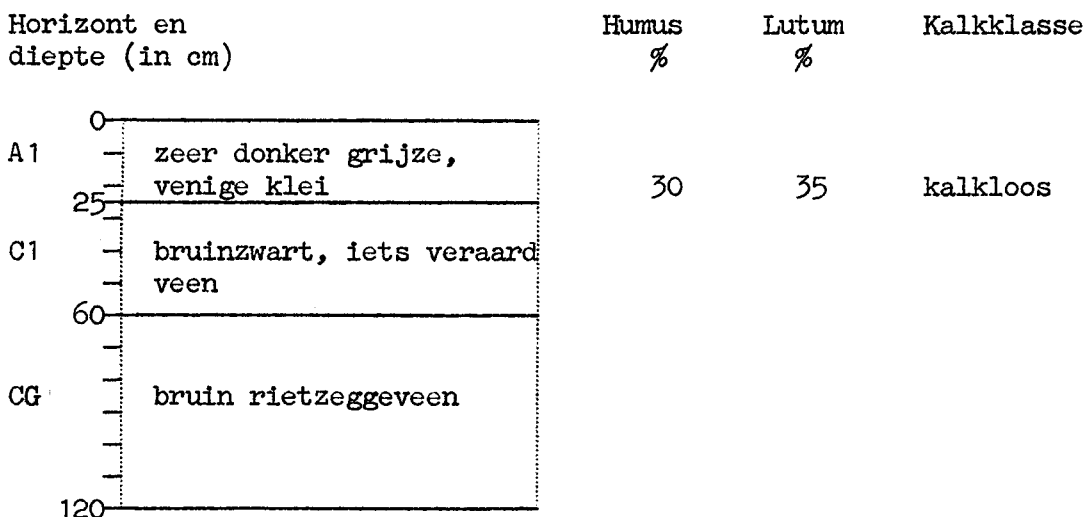 Horizont en Humus Lutum Kalkklasse
diepte (in cm) % %
0
A1 zeer donker grijze,
venige klei 30 35 kalkloos
25
C1 bruinzwart, iets veraard
veen
60
CG bruin rietzeggeveen
120